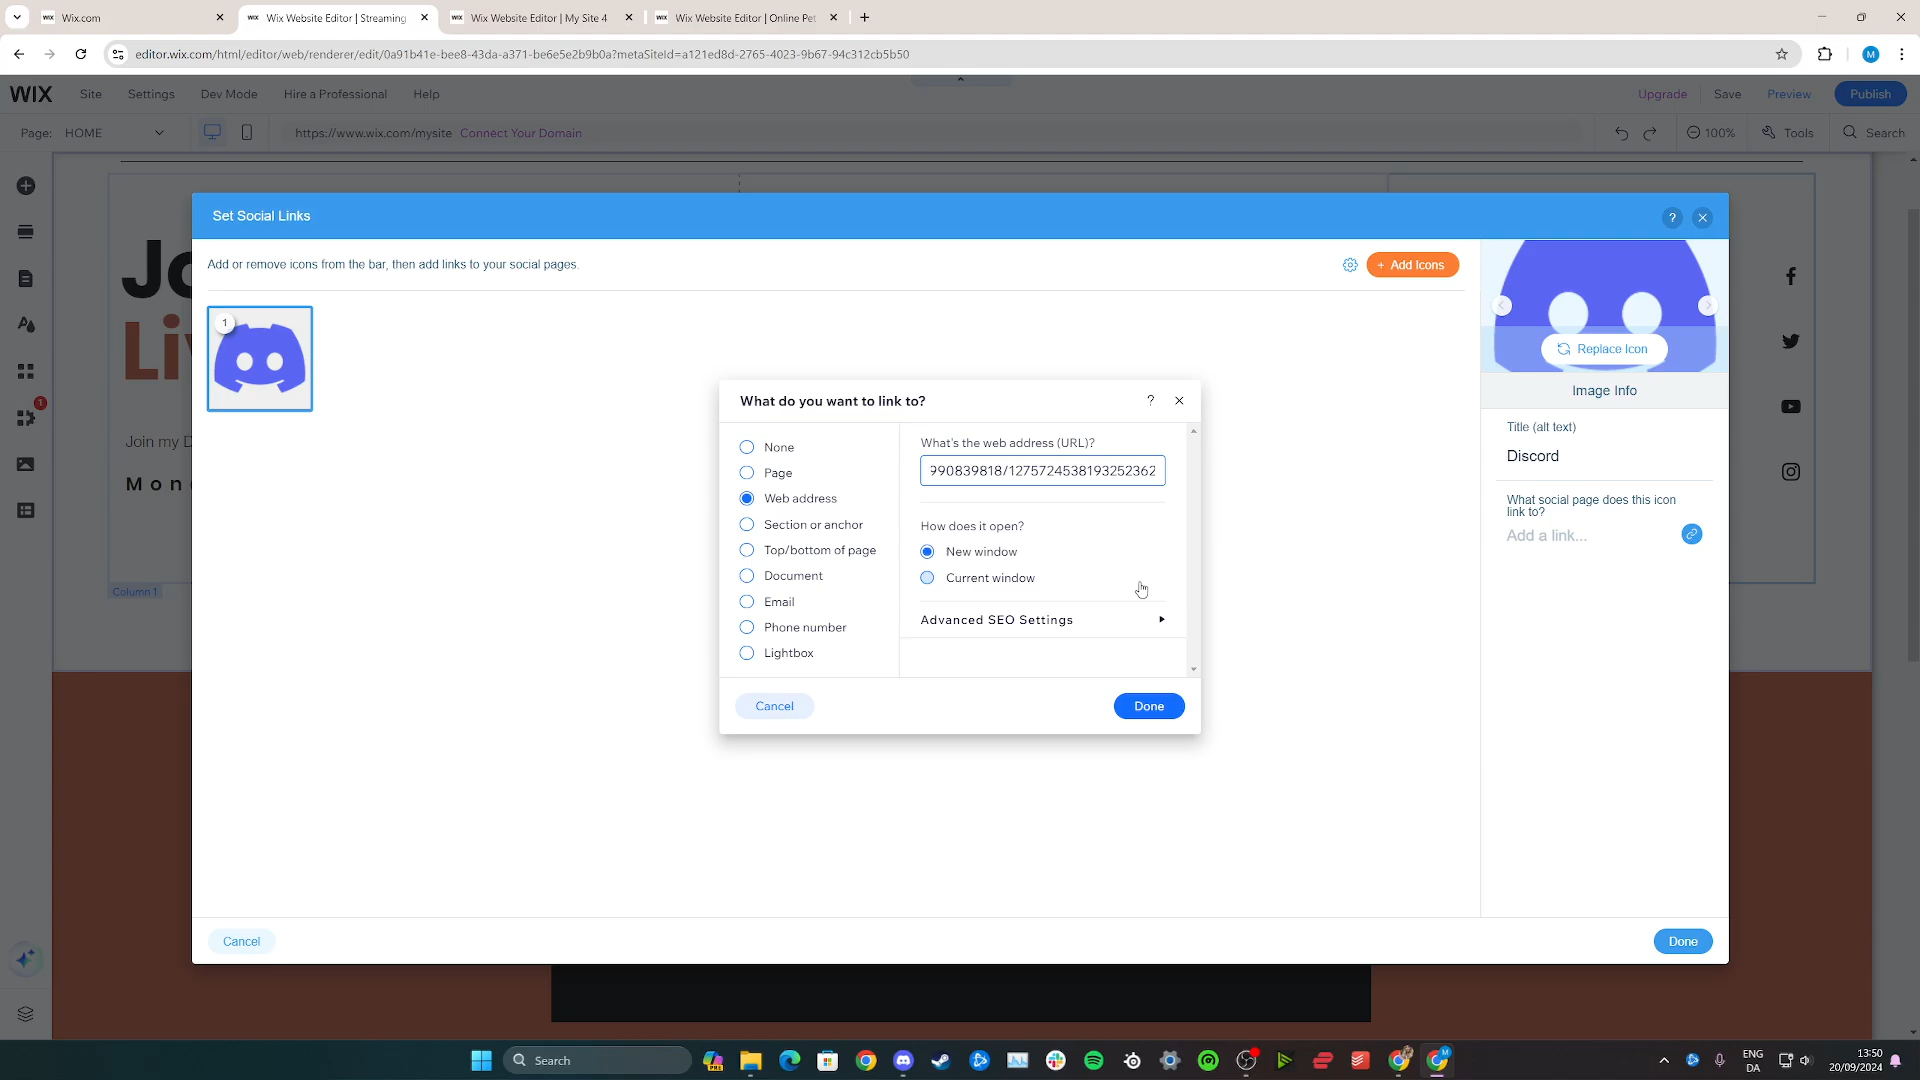 Wix.com
WIX Wix Website Editor | Streaming
WIX Wix Website Editor | My Site 4
WIX Wix Website Editor | Online Pet
editor.wix.com/html/editor/web/renderer/edit/0a91b41e-bee8-43da-a371-be6e5e2b9b0a?metaSiteId=a121ed8d-2765-4023-9b67-94c312cb5b50
M
WIX Site Settings Dev Mode Hire a Professional Help Upgrade Save Preview Publish
Page: HOME https://www.wix.com/mysite Connect Your Domain 100% Tools Search
Set Social Links
?
Add or remove icons from the bar, then add links to your social pages.
+ Add Icons
Jo
Li
Join my D
Mon
Column 1
1
1
Replace Icon
Image Info
Title (alt text)
Discord
What social page does this icon
link to?
Add a link...
What do you want to link to?
?
None
Page
Web address
Section or anchor
Top/bottom of page
Document
Email
Phone number
Lightbox
What's the web address (URL)?
990839818/1275724538193252362
How does it open?
New window
Current window
Advanced SEO Settings
Cancel
Done
Cancel
Done
Search
ENG
DA
13:50
20/09/2024